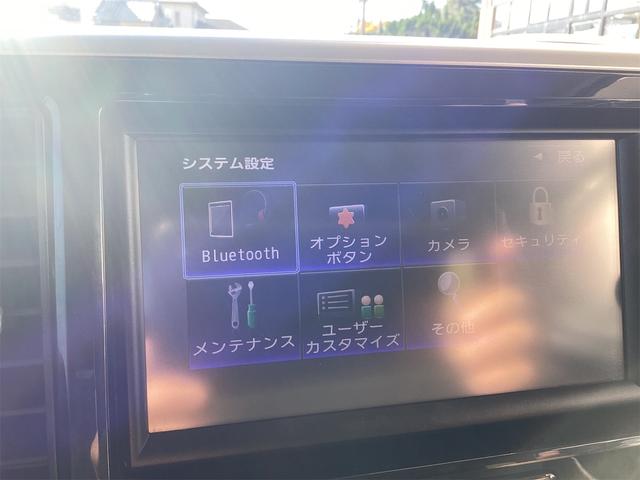 システム設定
戻る
Bluetooth
オプション
ボタン
カメラ
セキュリティ
メンテナンス
ユーザー
カスタマイズ
その他